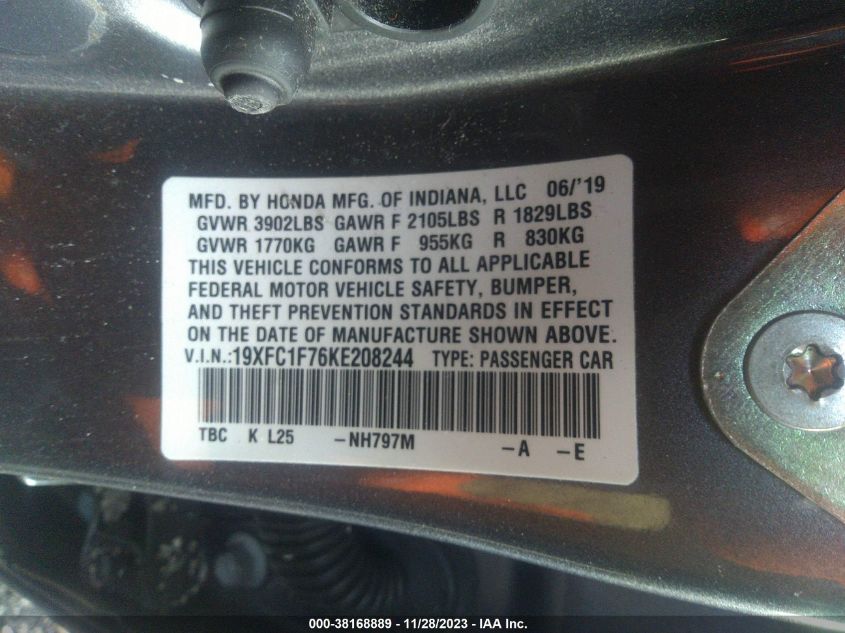 MFD. BY HONDA MFG. OF INDIANA, LLC 06/'19
GVWR 3902LBS GAWR F 2105LBS R 1829LBS
GVWR 1770KG GAWR F 955KG R 830KG
THIS VEHICLE CONFORMS TO ALL APPLICABLE
FEDERAL MOTOR VEHICLE SAFETY, BUMPER,
AND THEFT PREVENTION STANDARDS IN EFFECT
ON THE DATE OF MANUFACTURE SHOWN ABOVE.
V.I.N.:19XFC1F76KE208244 TYPE: PASSENGER CAR
TBC K L25 -NH797M -A -E
000-38168889 - 11/28/2023 - IAA Inc.